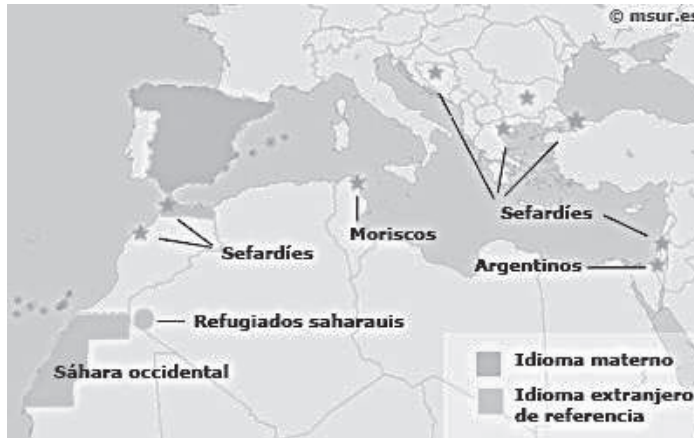 © msur.es
Sefardíes
Moriscos
Sefardíes
Argentinos
Refugiados saharauis
Sáhara occidental
Idioma materno
Idioma extranjero
de referencia